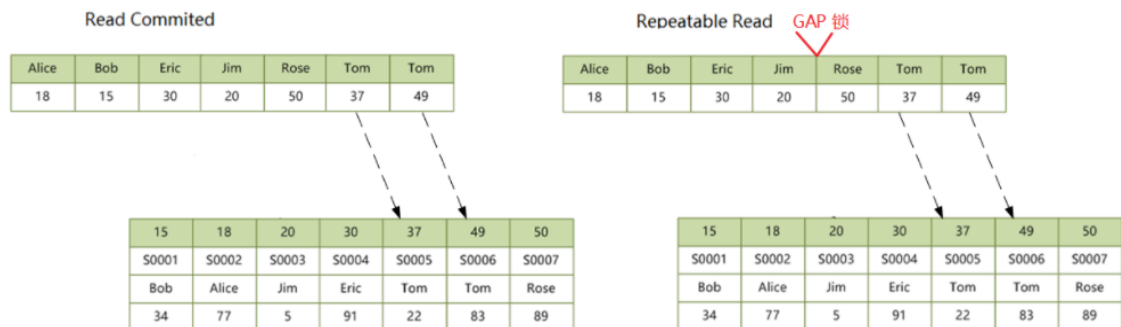 Read Commited
Repeatable Read GAP 锁
Alice Bob Eric Jim Rose Tom Tom
18 15 30 20 50 37 49
Alice Bob Eric Jim Rose Tom Tom
18 15 30 20 50 37 49
15 18 20 30 37 49 50
S0001 S0002 S0003 S0004 S0005 S0006 S0007
Bob Alice Jim Eric Tom Tom Rose
34 77 5 91 22 83 89
15 18 20 30 37 49 50
S0001 S0002 S0003 S0004 S0005 S0006 S0007
Bob Alice Jim Eric Tom Tom Rose
34 77 5 91 22 83 89